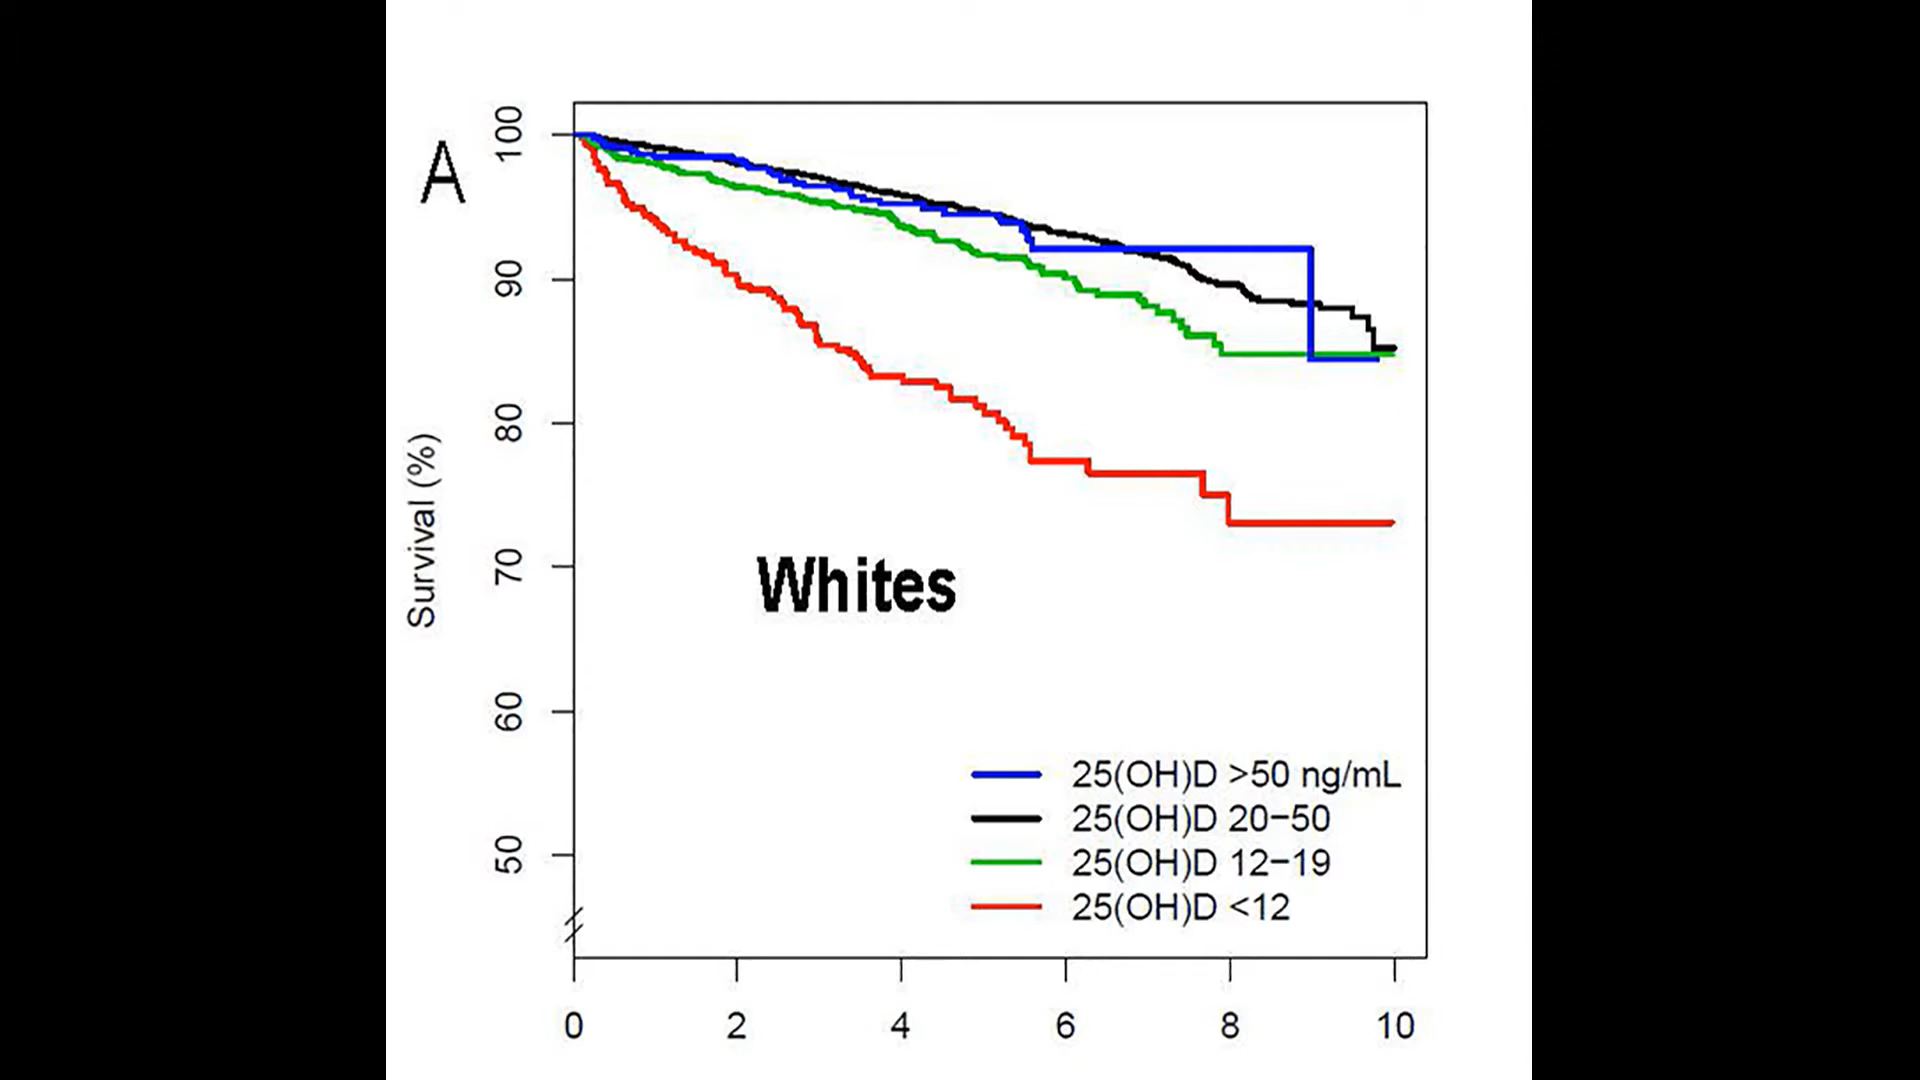 A
100
90
80
70
60
50
Survival (%)
Whites
25(OH)D >50 ng/mL
25(OH)D 20−50
25(OH)D 12−19
25(OH)D <12
0 2 4 6 8 10